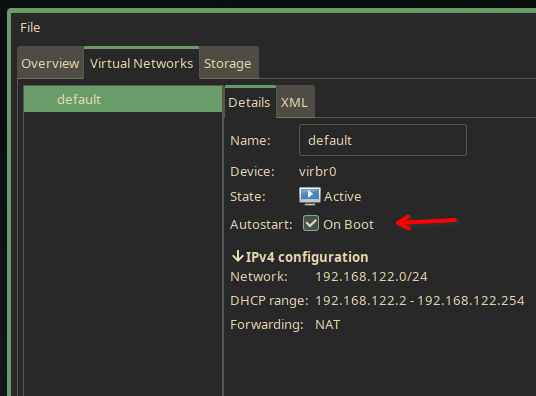 File
Overview Virtual Networks Storage
default
Details XML
Name: default
Device: virbr0
State: Active
Autostart: On Boot
IPv4 configuration
Network: 192.168.122.0/24
DHCP range: 192.168.122.2 - 192.168.122.254
Forwarding: NAT